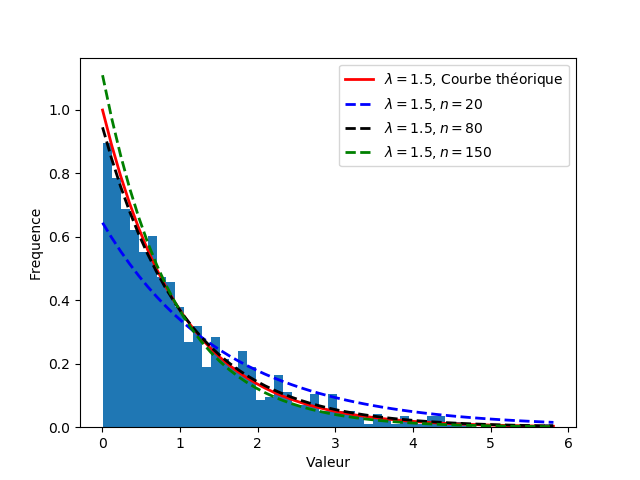 λ = 1.5, Courbe théorique
λ = 1.5, n = 20
λ = 1.5, n = 80
λ = 1.5, n = 150
1.0
0.8
0.6
0.4
0.2
0.0
Frequence
0 1 2 3 4 5 6
Valeur